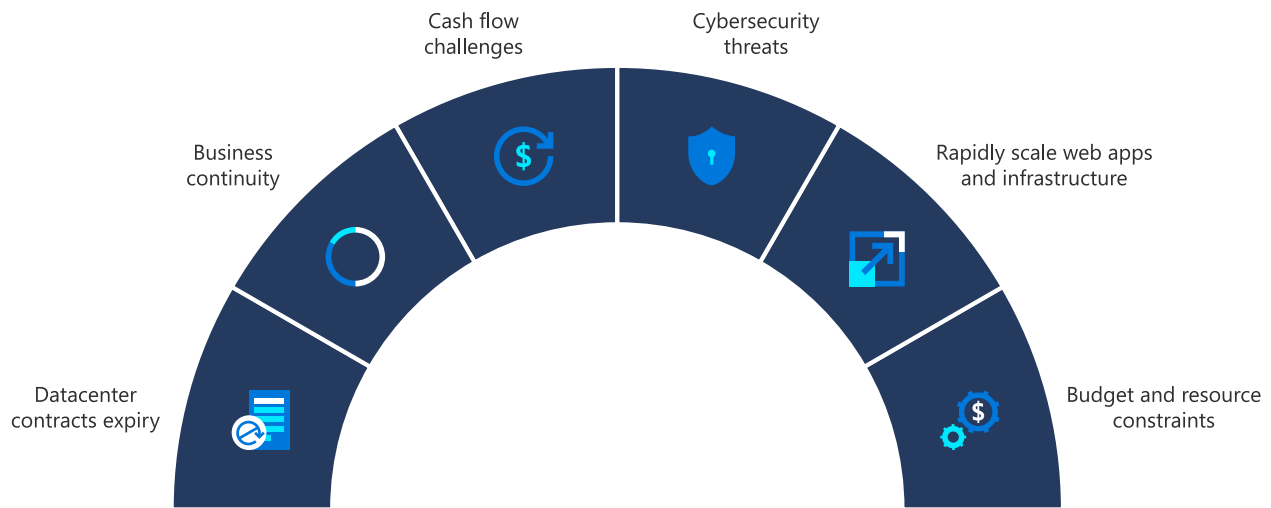 Cash flow
challenges
Cybersecurity
threats
Business
continuity
Rapidly scale web apps
and infrastructure
$
Datacenter
contracts expiry
Budget and resource
constraints
$